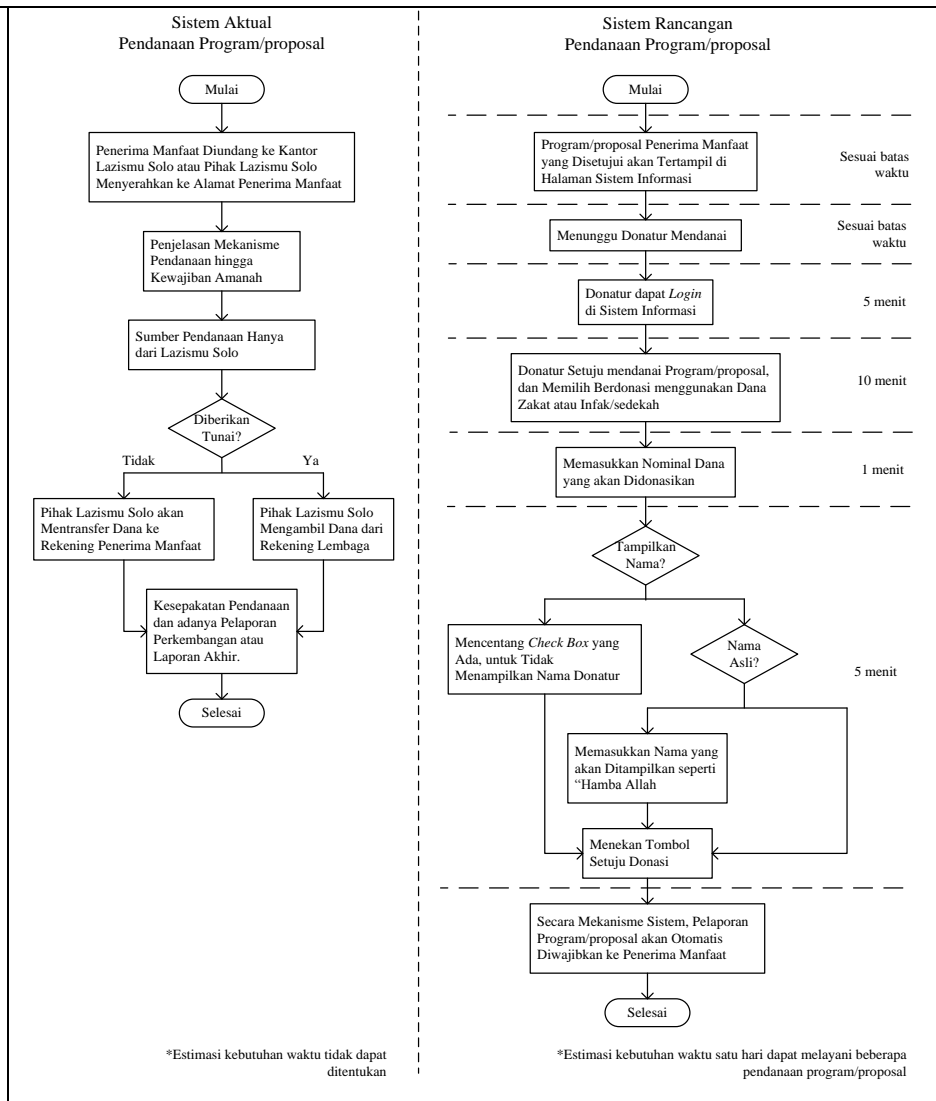 Sistem Aktual
Pendanaan Program/proposal
Mulai
Penerima Manfaat Diundang ke Kantor
Lazismu Solo atau Pihak Lazismu Solo
Menyerahkan ke Alamat Penerima Manfaat
Penjelasan Mekanisme
Pendanaan hingga
Kewajiban Amanah
Sumber Pendanaan Hanya
dari Lazismu Solo
Diberikan
Tunai?
Tidak
Ya
Pihak Lazismu Solo akan
Mentransfer Dana ke
Rekening Penerima Manfaat
Pihak Lazismu Solo
Mengambil Dana dari
Rekening Lembaga
Kesepakatan Pendanaan
dan adanya Pelaporan
Perkembangan atau
Laporan Akhir.
Selesai
*Estimasi kebutuhan waktu tidak dapat
ditentukan
Sistem Rancangan
Pendanaan Program/proposal
Mulai
Program/proposal Penerima Manfaat
yang Disetujui akan Tertampil di
Halaman Sistem Informasi
Sesuai batas
waktu
Menunggu Donatur Mendanai
Sesuai batas
waktu
Donatur dapat Login
di Sistem Informasi
5 menit
Donatur Setuju mendanai Program/proposal,
dan Memilih Berdonasi menggunakan Dana
Zakat atau Infak/sedekah
10 menit
Memasukkan Nominal Dana
yang akan Didonasikan
1 menit
Tampilkan
Nama?
Mencentang Check Box yang
Ada, untuk Tidak
Menampilkan Nama Donatur
Nama
Asli?
5 menit
Memasukkan Nama yang
akan Ditampilkan seperti
“Hamba Allah
Menekan Tombol
Setuju Donasi
Secara Mekanisme Sistem, Pelaporan
Program/proposal akan Otomatis
Diwajibkan ke Penerima Manfaat
Selesai
*Estimasi kebutuhan waktu satu hari dapat melayani beberapa
pendanaan program/proposal